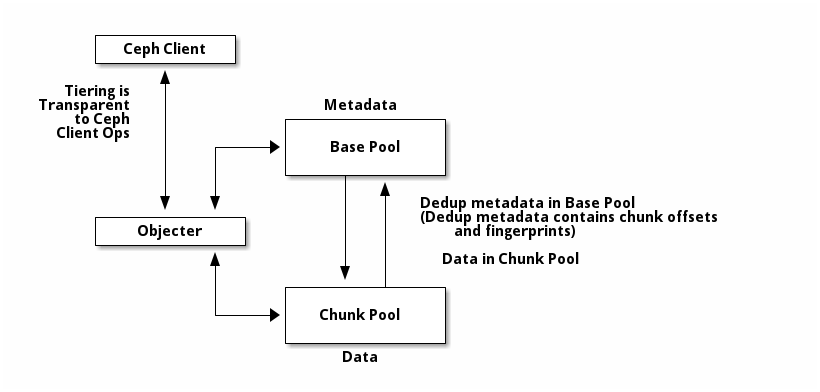 Ceph Client
Tiering is
Transparent
to Ceph
Client Ops
Metadata
Base Pool
Dedup metadata in Base Pool
(Dedup metadata contains chunk offsets
and fingerprints)
Objecter
Data in Chunk Pool
Chunk Pool
Data